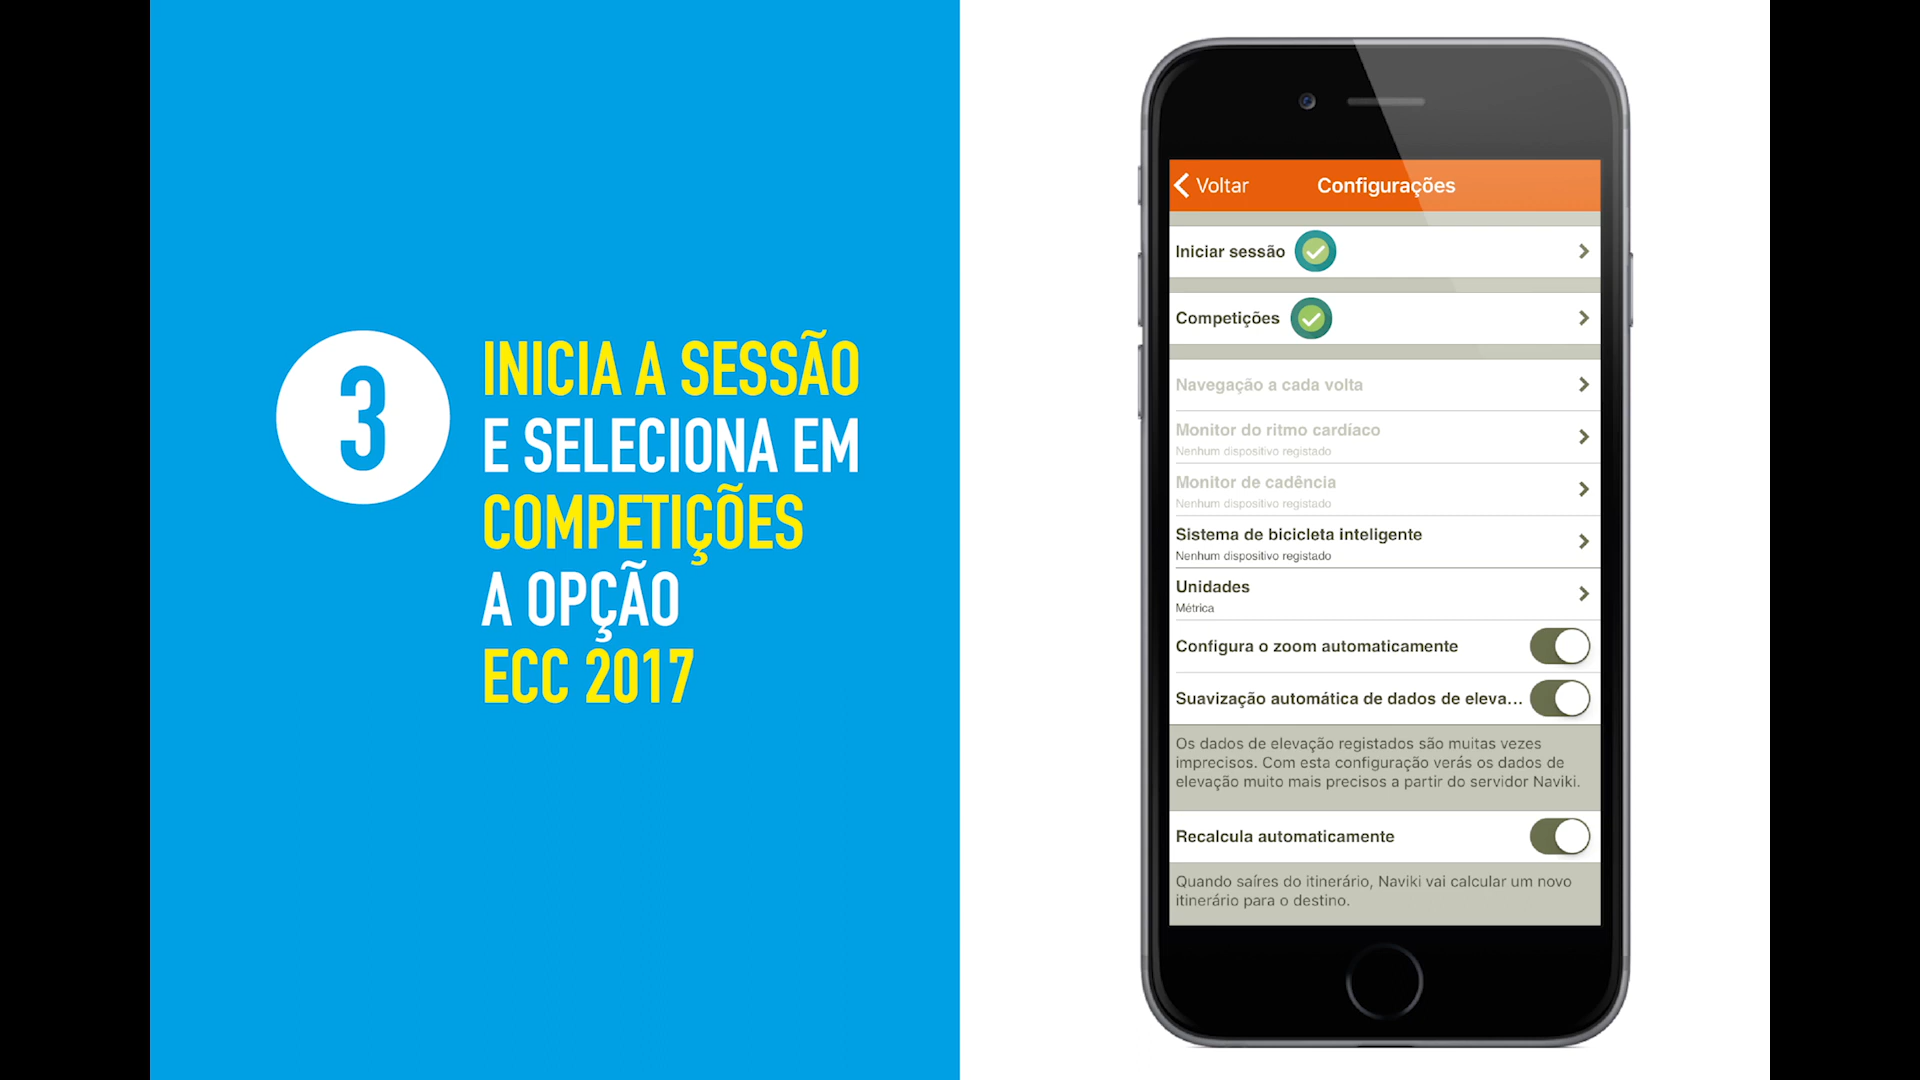 3
INICIA A SESSÃO
E SELECIONA EM
COMPETIÇÕES
A OPÇÃO
ECC 2017
Voltar
Configurações
Iniciar sessão
Competições
Navegação a cada volta
Monitor do ritmo cardíaco
Nenhum dispositivo registado
Monitor de cadência
Nenhum dispositivo registado
Sistema de bicicleta inteligente
Nenhum dispositivo registado
Unidades
Métrica
Configura o zoom automaticamente
Suavização automática de dados de eleva...
Os dados de elevação registados são muitas vezes
imprecisos. Com esta configuração verás os dados de
elevação muito mais precisos a partir do servidor Naviki.
Recalcula automaticamente
Quando saíres do itinerário, Naviki vai calcular um novo
itinerário para o destino.